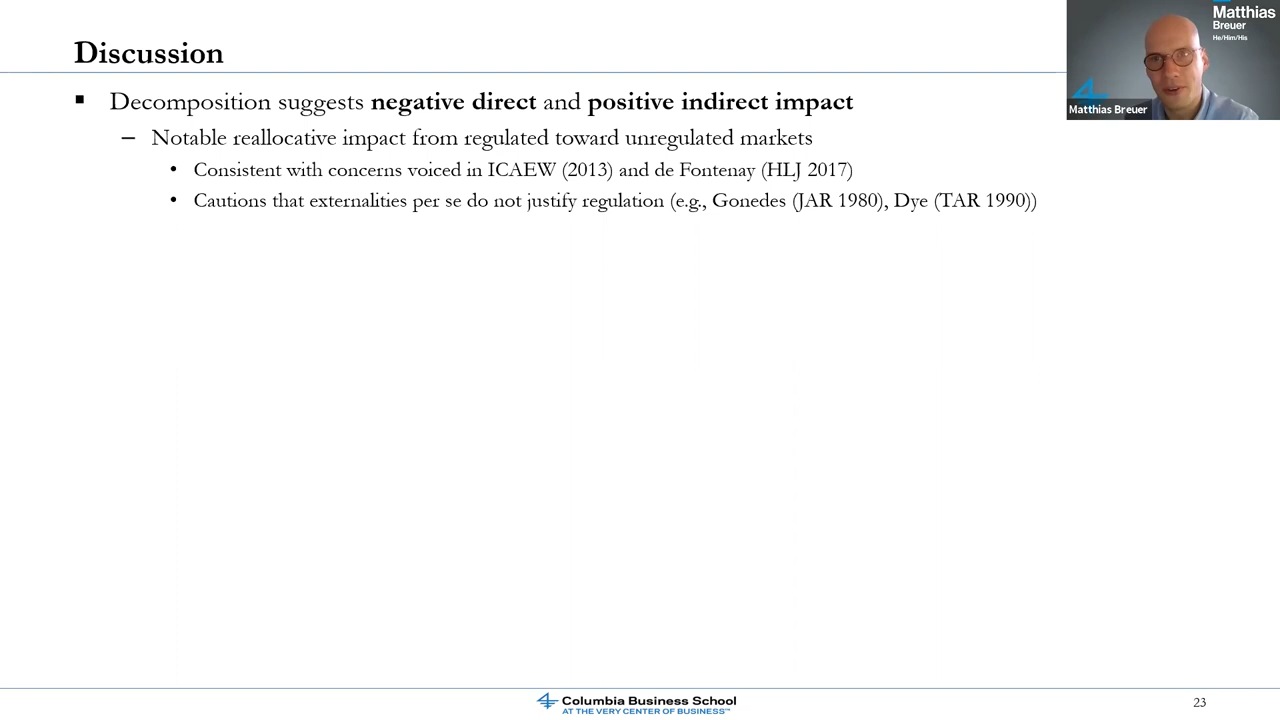 Discussion
▪ Decomposition suggests negative direct and positive indirect impact
– Notable reallocative impact from regulated toward unregulated markets
• Consistent with concerns voiced in ICAEW (2013) and de Fontenay (HLJ 2017)
• Cautions that externalities per se do not justify regulation (e.g., Gonedes (JAR 1980), Dye (TAR 1990))
Matthias
Breuer
He/Him/His
Matthias Breuer
Columbia Business School
AT THE VERY CENTER OF BUSINESS™
23